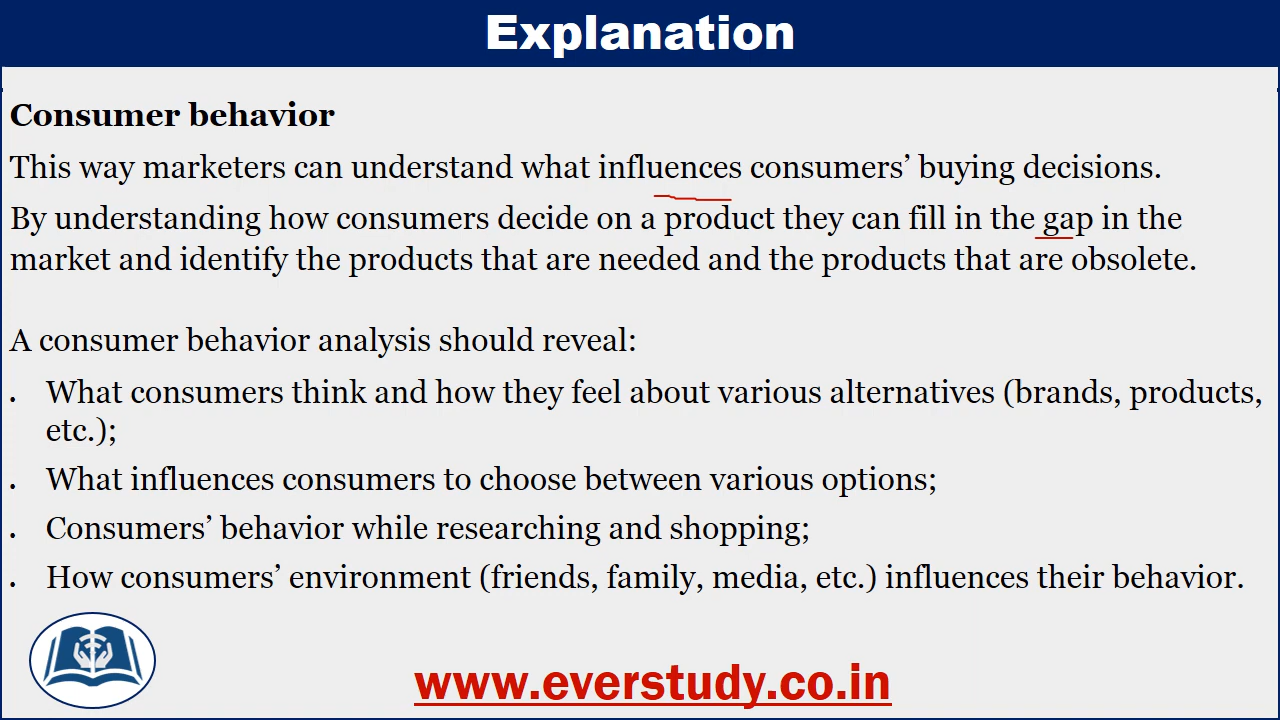 Explanation
Consumer behavior
This way marketers can understand what influences consumers’ buying decisions.
By understanding how consumers decide on a product they can fill in the gap in the
market and identify the products that are needed and the products that are obsolete.
A consumer behavior analysis should reveal:
. What consumers think and how they feel about various alternatives (brands, products,
etc.);
. What influences consumers to choose between various options;
. Consumers’ behavior while researching and shopping;
. How consumers’ environment (friends, family, media, etc.) influences their behavior.
www.everstudy.co.in